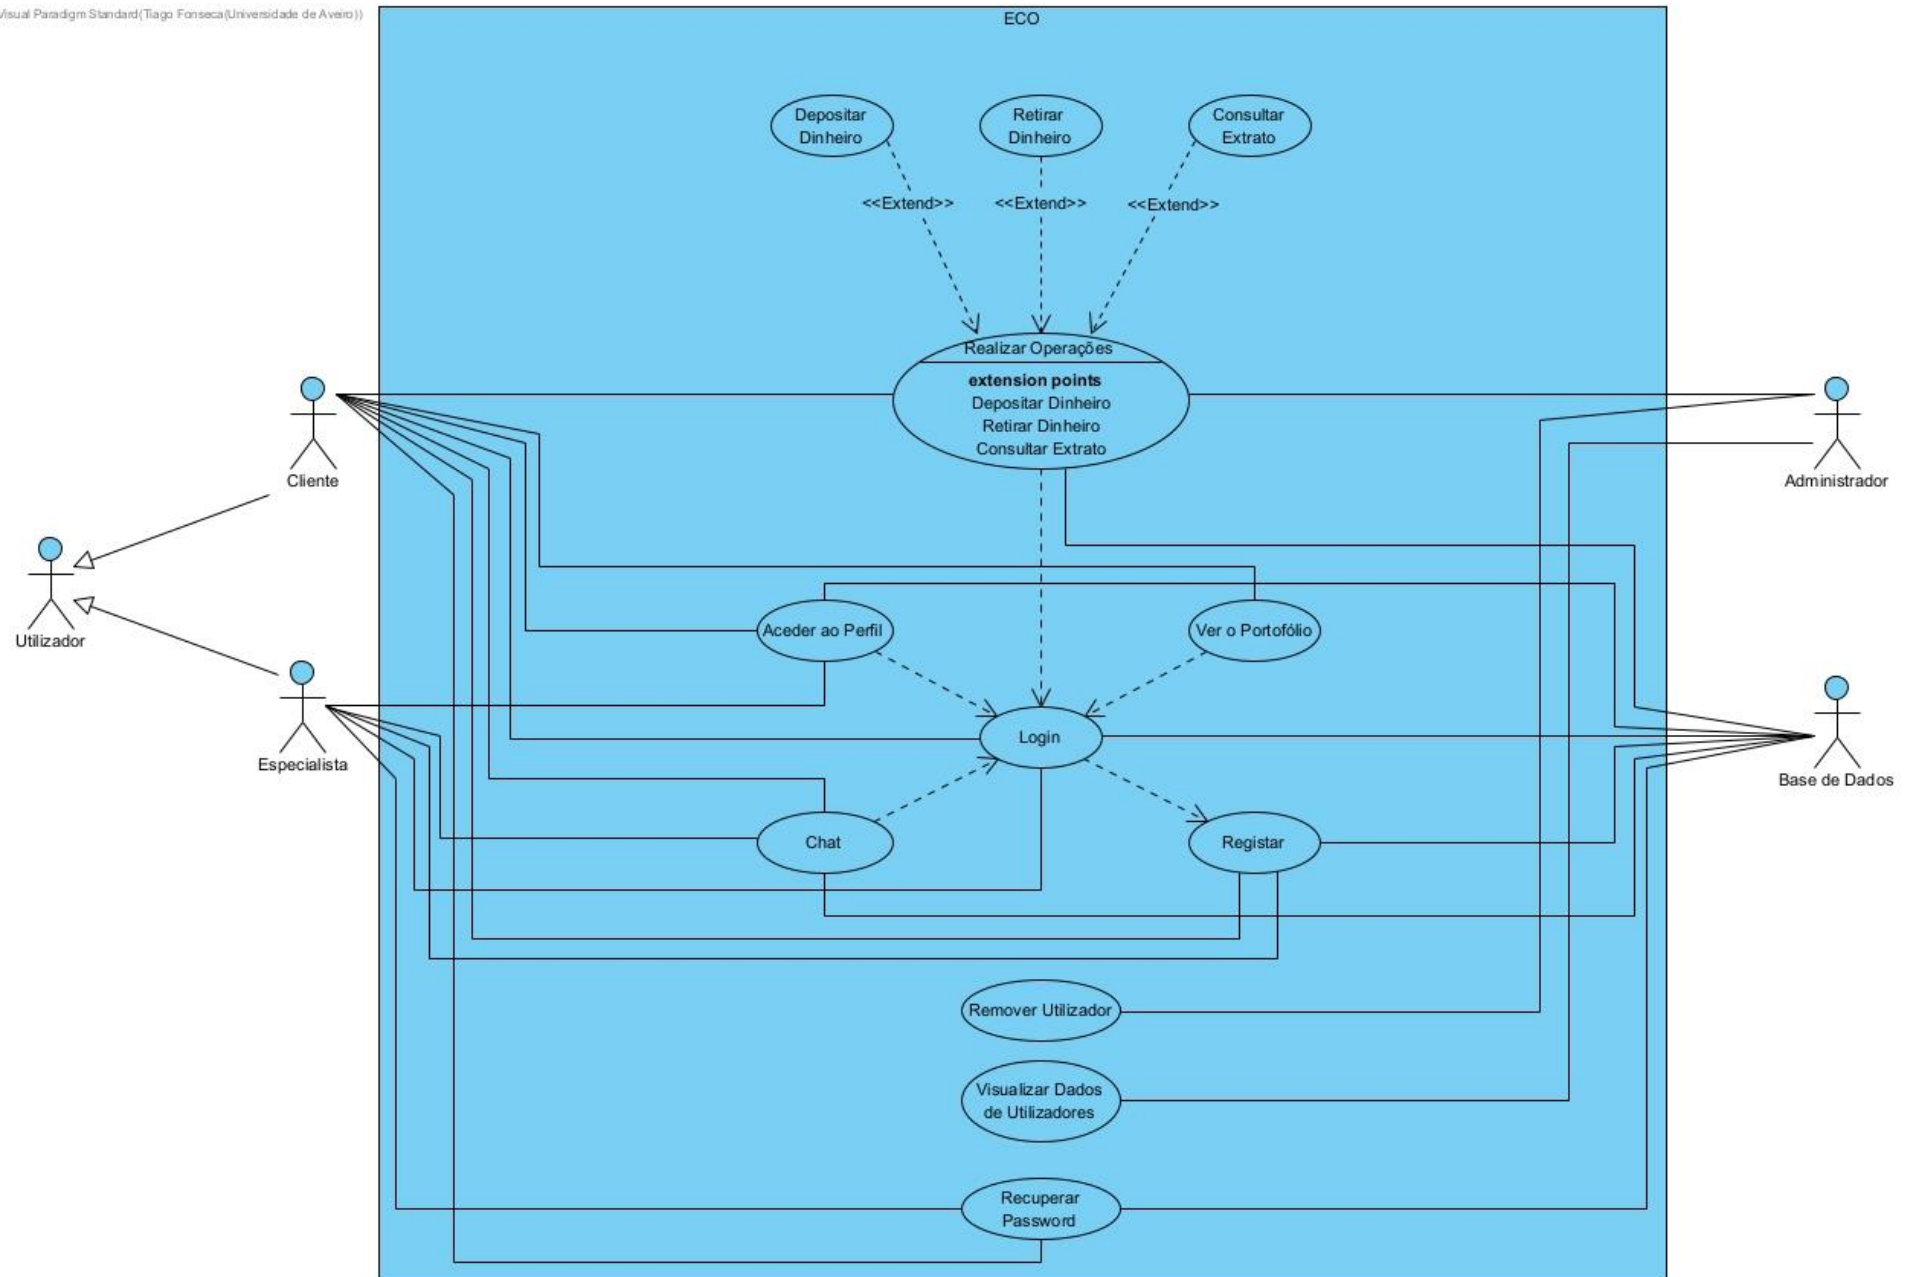 Visual Paradigm Standard(Tiago Fonseca(Universidade de Aveiro))
ECO
Depositar
Dinheiro
Retirar
Dinheiro
Consultar
Extrato
<<Extend>>
<<Extend>>
<<Extend>>
Realizar Operações
extension points
Depositar Dinheiro
Retirar Dinheiro
Consultar Extrato
Cliente
Administrador
Utilizador
Aceder ao Perfil
Ver o Portofólio
Especialista
Login
Base de Dados
Chat
Registar
Remover Utilizador
Visualizar Dados
de Utilizadores
Recuperar
Password